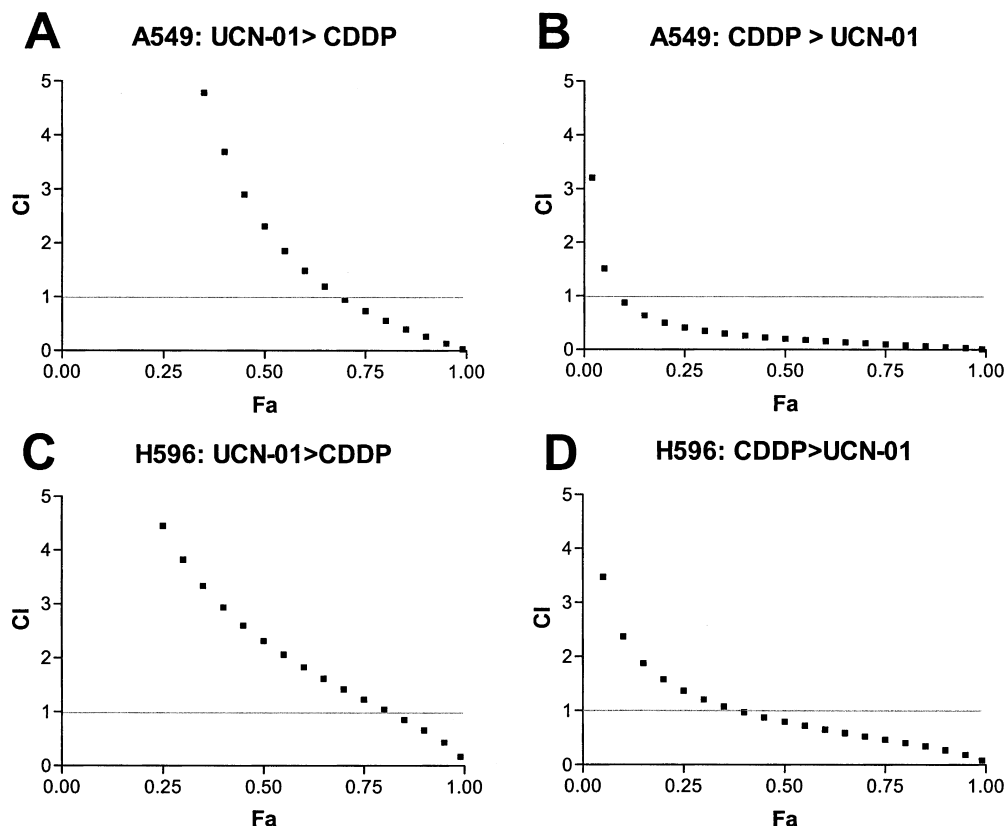 A
A549: UCN-01> CDDP
5
4
3
2
1
0
CI
0.00 0.25 0.50 0.75 1.00
Fa
B
A549: CDDP > UCN-01
5
4
3
2
1
0
CI
0.00 0.25 0.50 0.75 1.00
Fa
C
H596: UCN-01>CDDP
5
4
3
2
1
0
CI
0.00 0.25 0.50 0.75 1.00
Fa
D
H596: CDDP>UCN-01
5
4
3
2
1
0
CI
0.00 0.25 0.50 0.75 1.00
Fa